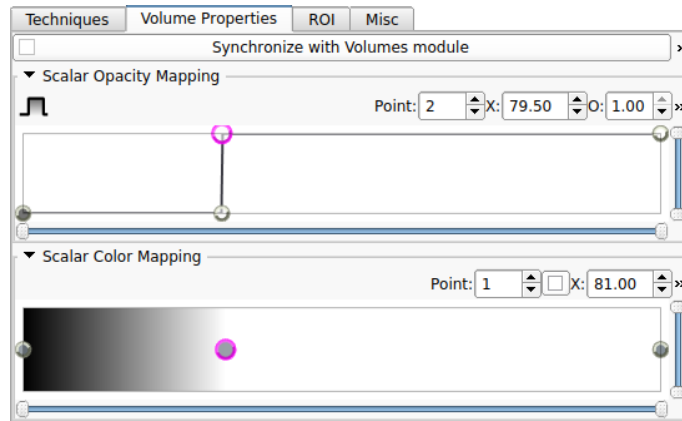 Techniques Volume Properties ROI Misc
Synchronize with Volumes module »
Scalar Opacity Mapping
Point: 2 X: 79.50 O: 1.00 »
Scalar Color Mapping
Point: 1 X: 81.00 »